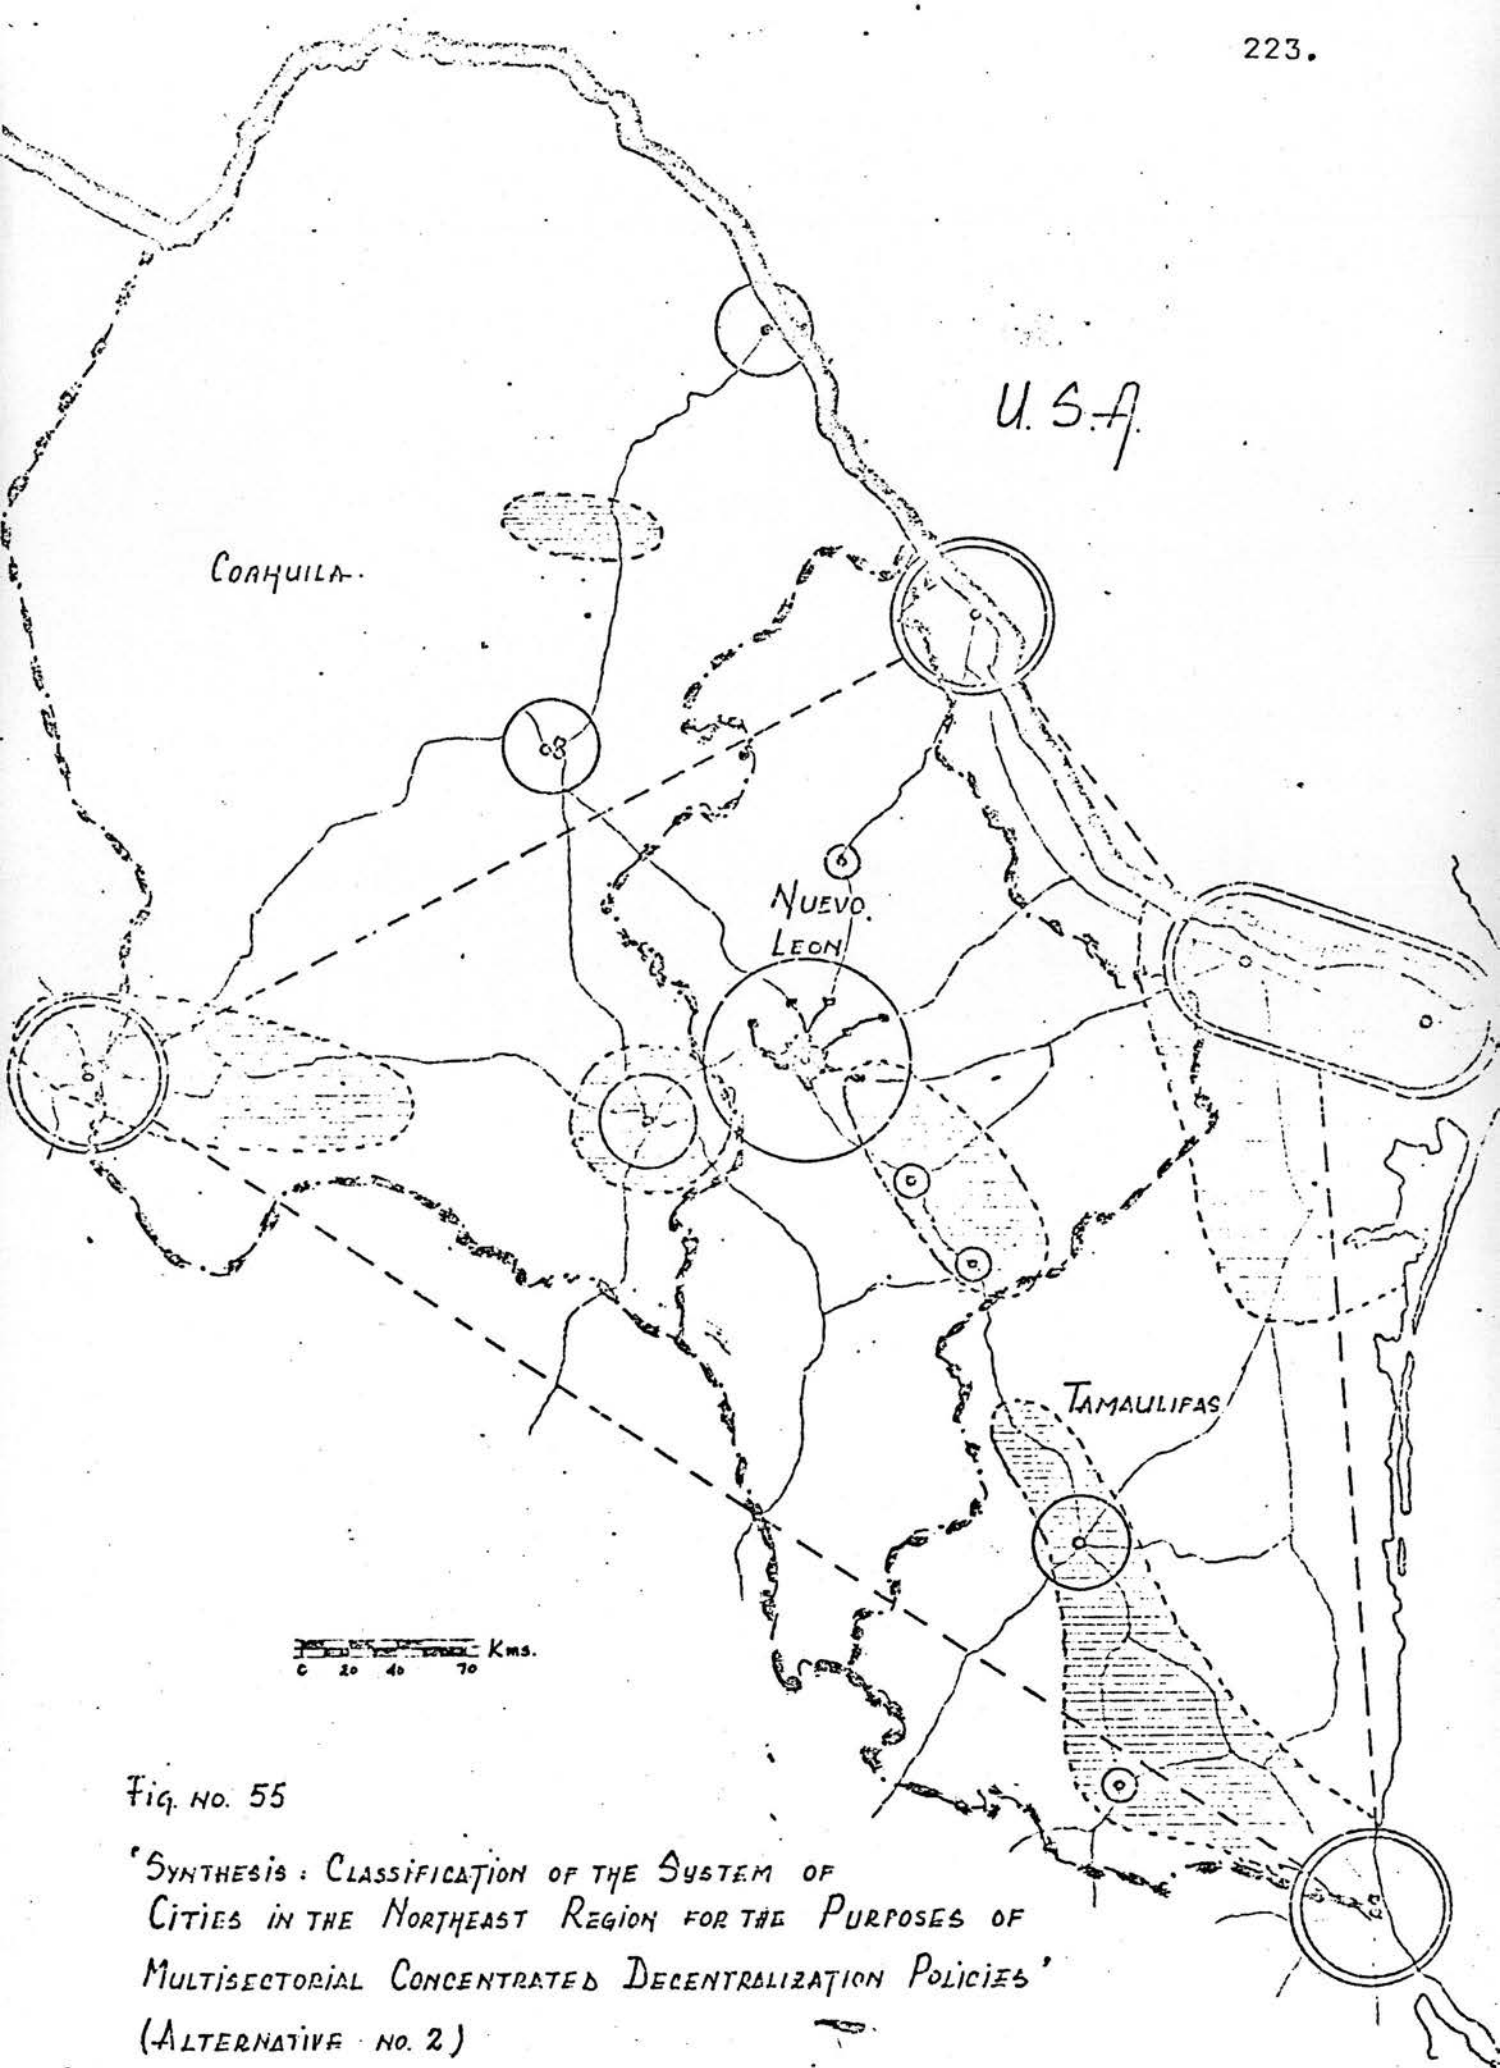 223.
U.S.A.
COAHUILA.
NUEVO.
LEON
TAMAULIPAS
Kms.
0 20 40 70
Fig. NO. 55
'SYNTHESIS: CLASSIFICATION OF THE SYSTEM OF
CITIES IN THE NORTHEAST REGION FOR THE PURPOSES OF
MULTISECTORIAL CONCENTRATED DECENTRALIZATION POLICIES'
(ALTERNATIVE NO. 2)